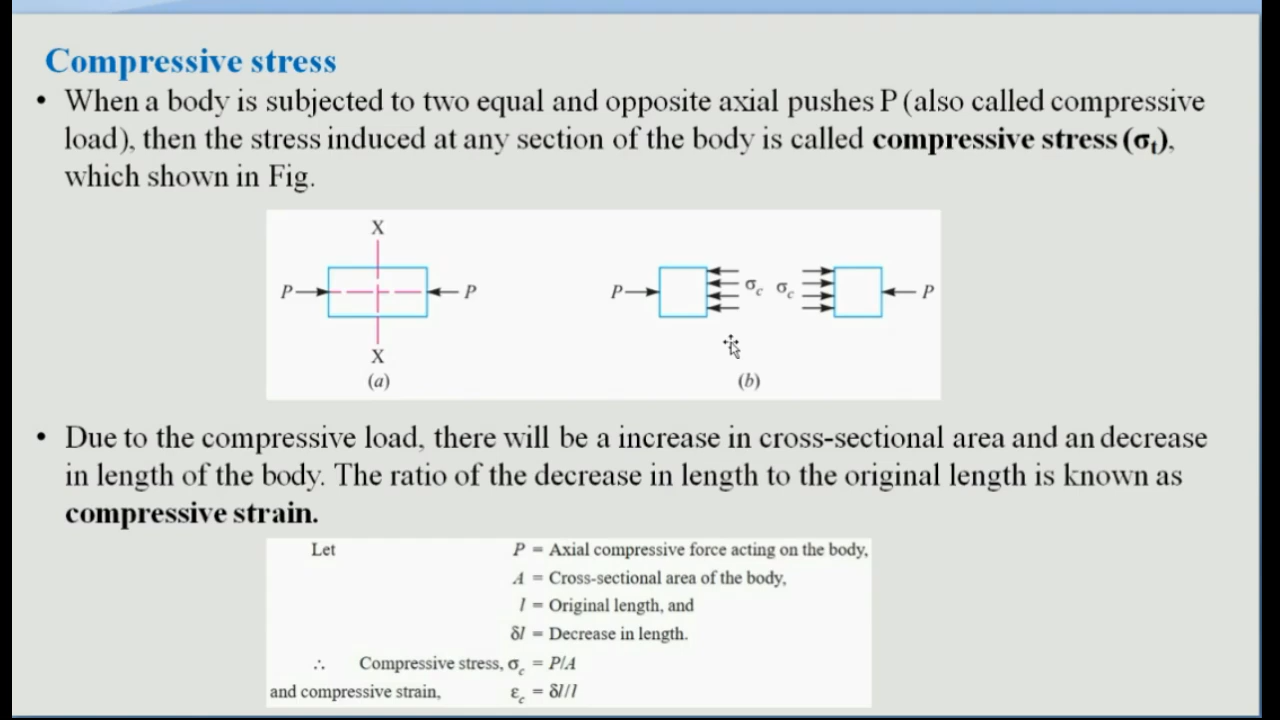 Compressive stress
• When a body is subjected to two equal and opposite axial pushes P (also called compressive
load), then the stress induced at any section of the body is called compressive stress (σₜ),
which shown in Fig.
X
P P P σc σc P
X
(a) (b)
• Due to the compressive load, there will be a increase in cross-sectional area and an decrease
in length of the body. The ratio of the decrease in length to the original length is known as
compressive strain.
Let P = Axial compressive force acting on the body,
A = Cross-sectional area of the body,
l = Original length, and
δl = Decrease in length.
∴ Compressive stress, σc = P/A
and compressive strain, εc = δl/l